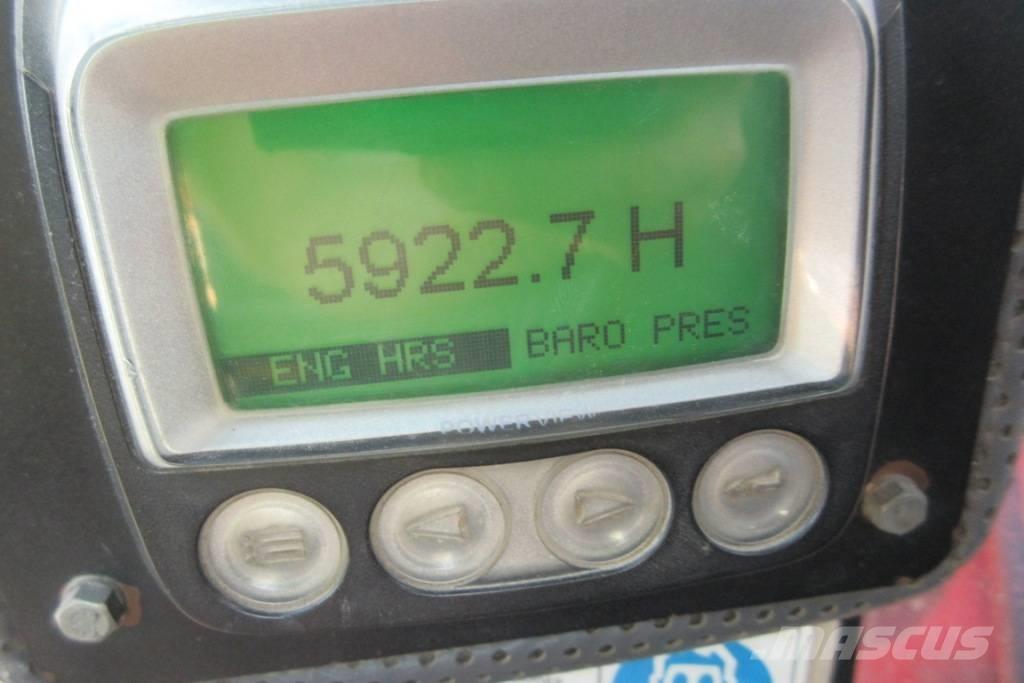 5922.7 H
ENG HRS BARO PRES
POWERVIEW
MASCUS